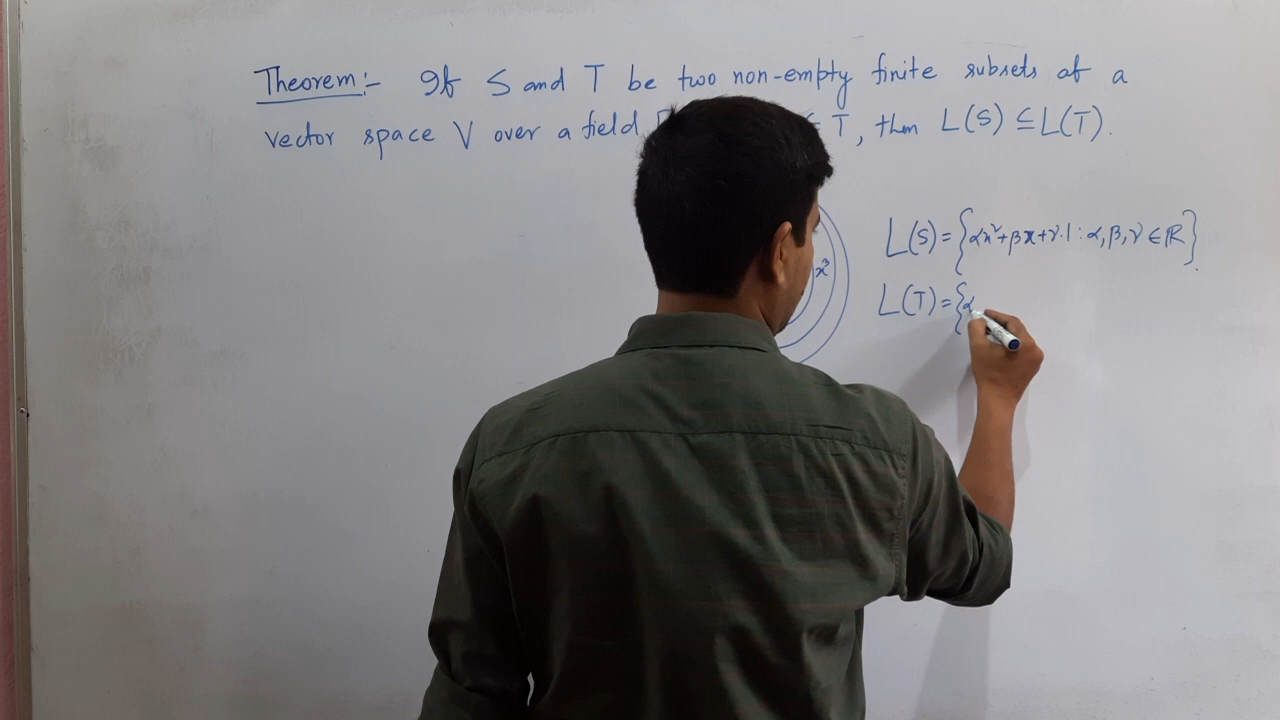 Theorem:- If S and T be two non-empty finite subsets of a
vector space V over a field T, then L(S) ⊆ L(T).
x³
L(S) = {αx²+βx+γ.1 : α,β,γ ∈ ℝ}.
L(T) = {α